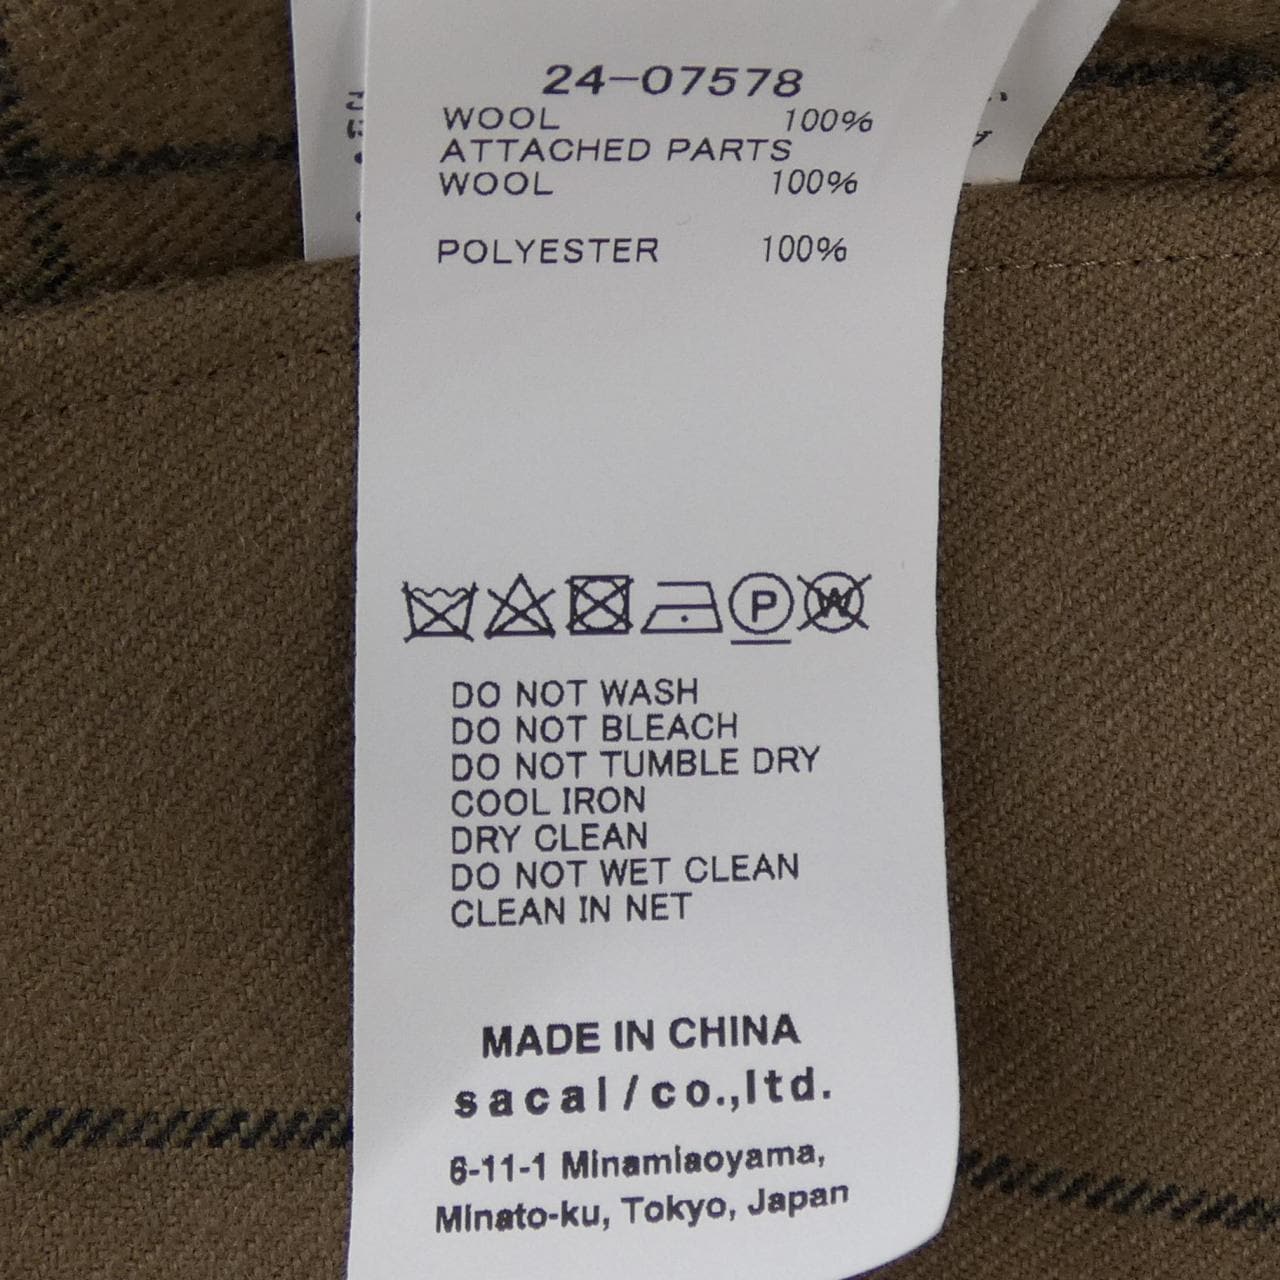 24-07578
WOOL 100%
ATTACHED PARTS
WOOL 100%
POLYESTER 100%
P W
DO NOT WASH
DO NOT BLEACH
DO NOT TUMBLE DRY
COOL IRON
DRY CLEAN
DO NOT WET CLEAN
CLEAN IN NET
MADE IN CHINA
sacai/co.,ltd.
6-11-1 Minamiaoyama,
Minato-ku, Tokyo, Japan